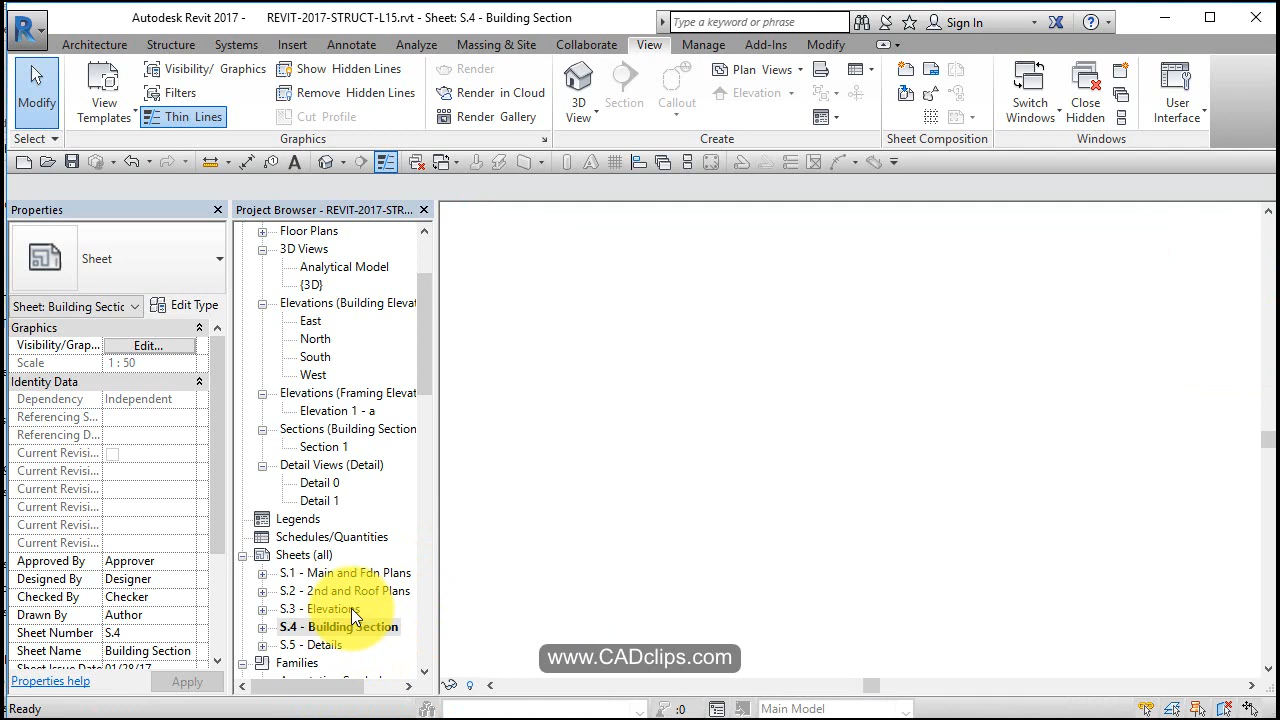 Autodesk Revit 2017 - REVIT-2017-STRUCT-L15.rvt - Sheet: S.4 - Building Section
Type a keyword or phrase
Sign In
Architecture Structure Systems Insert Annotate Analyze Massing & Site Collaborate View Manage Add-Ins Modify
Modify
View Templates
Visibility/ Graphics
Filters
Thin Lines
Show Hidden Lines
Remove Hidden Lines
Cut Profile
Render
Render in Cloud
Render Gallery
3D View
Section
Callout
Plan Views
Elevation
Switch Windows
Close Hidden
User Interface
Select Graphics Create Sheet Composition Windows
Properties
Sheet
Sheet: Building Sectic Edit Type
Graphics
Visibility/Grap... Edit...
Scale 1 : 50
Identity Data
Dependency Independent
Referencing S...
Referencing D...
Current Revisi...
Current Revisi...
Current Revisi...
Current Revisi...
Current Revisi...
Current Revisi...
Approved By Approver
Designed By Designer
Checked By Checker
Drawn By Author
Sheet Number S.4
Sheet Name Building Section
Sheet Issue Date 01/28/17
Properties help Apply
Project Browser - REVIT-2017-STR...
Floor Plans
3D Views
Analytical Model
{3D}
Elevations (Building Elevat
East
North
South
West
Elevations (Framing Elevat
Elevation 1 - a
Sections (Building Section
Section 1
Detail Views (Detail)
Detail 0
Detail 1
Legends
Schedules/Quantities
Sheets (all)
S.1 - Main and Fdn Plans
S.2 - 2nd and Roof Plans
S.3 - Elevations
S.4 - Building Section
S.5 - Details
Families
www.CADclips.com
Ready
:0
Main Model